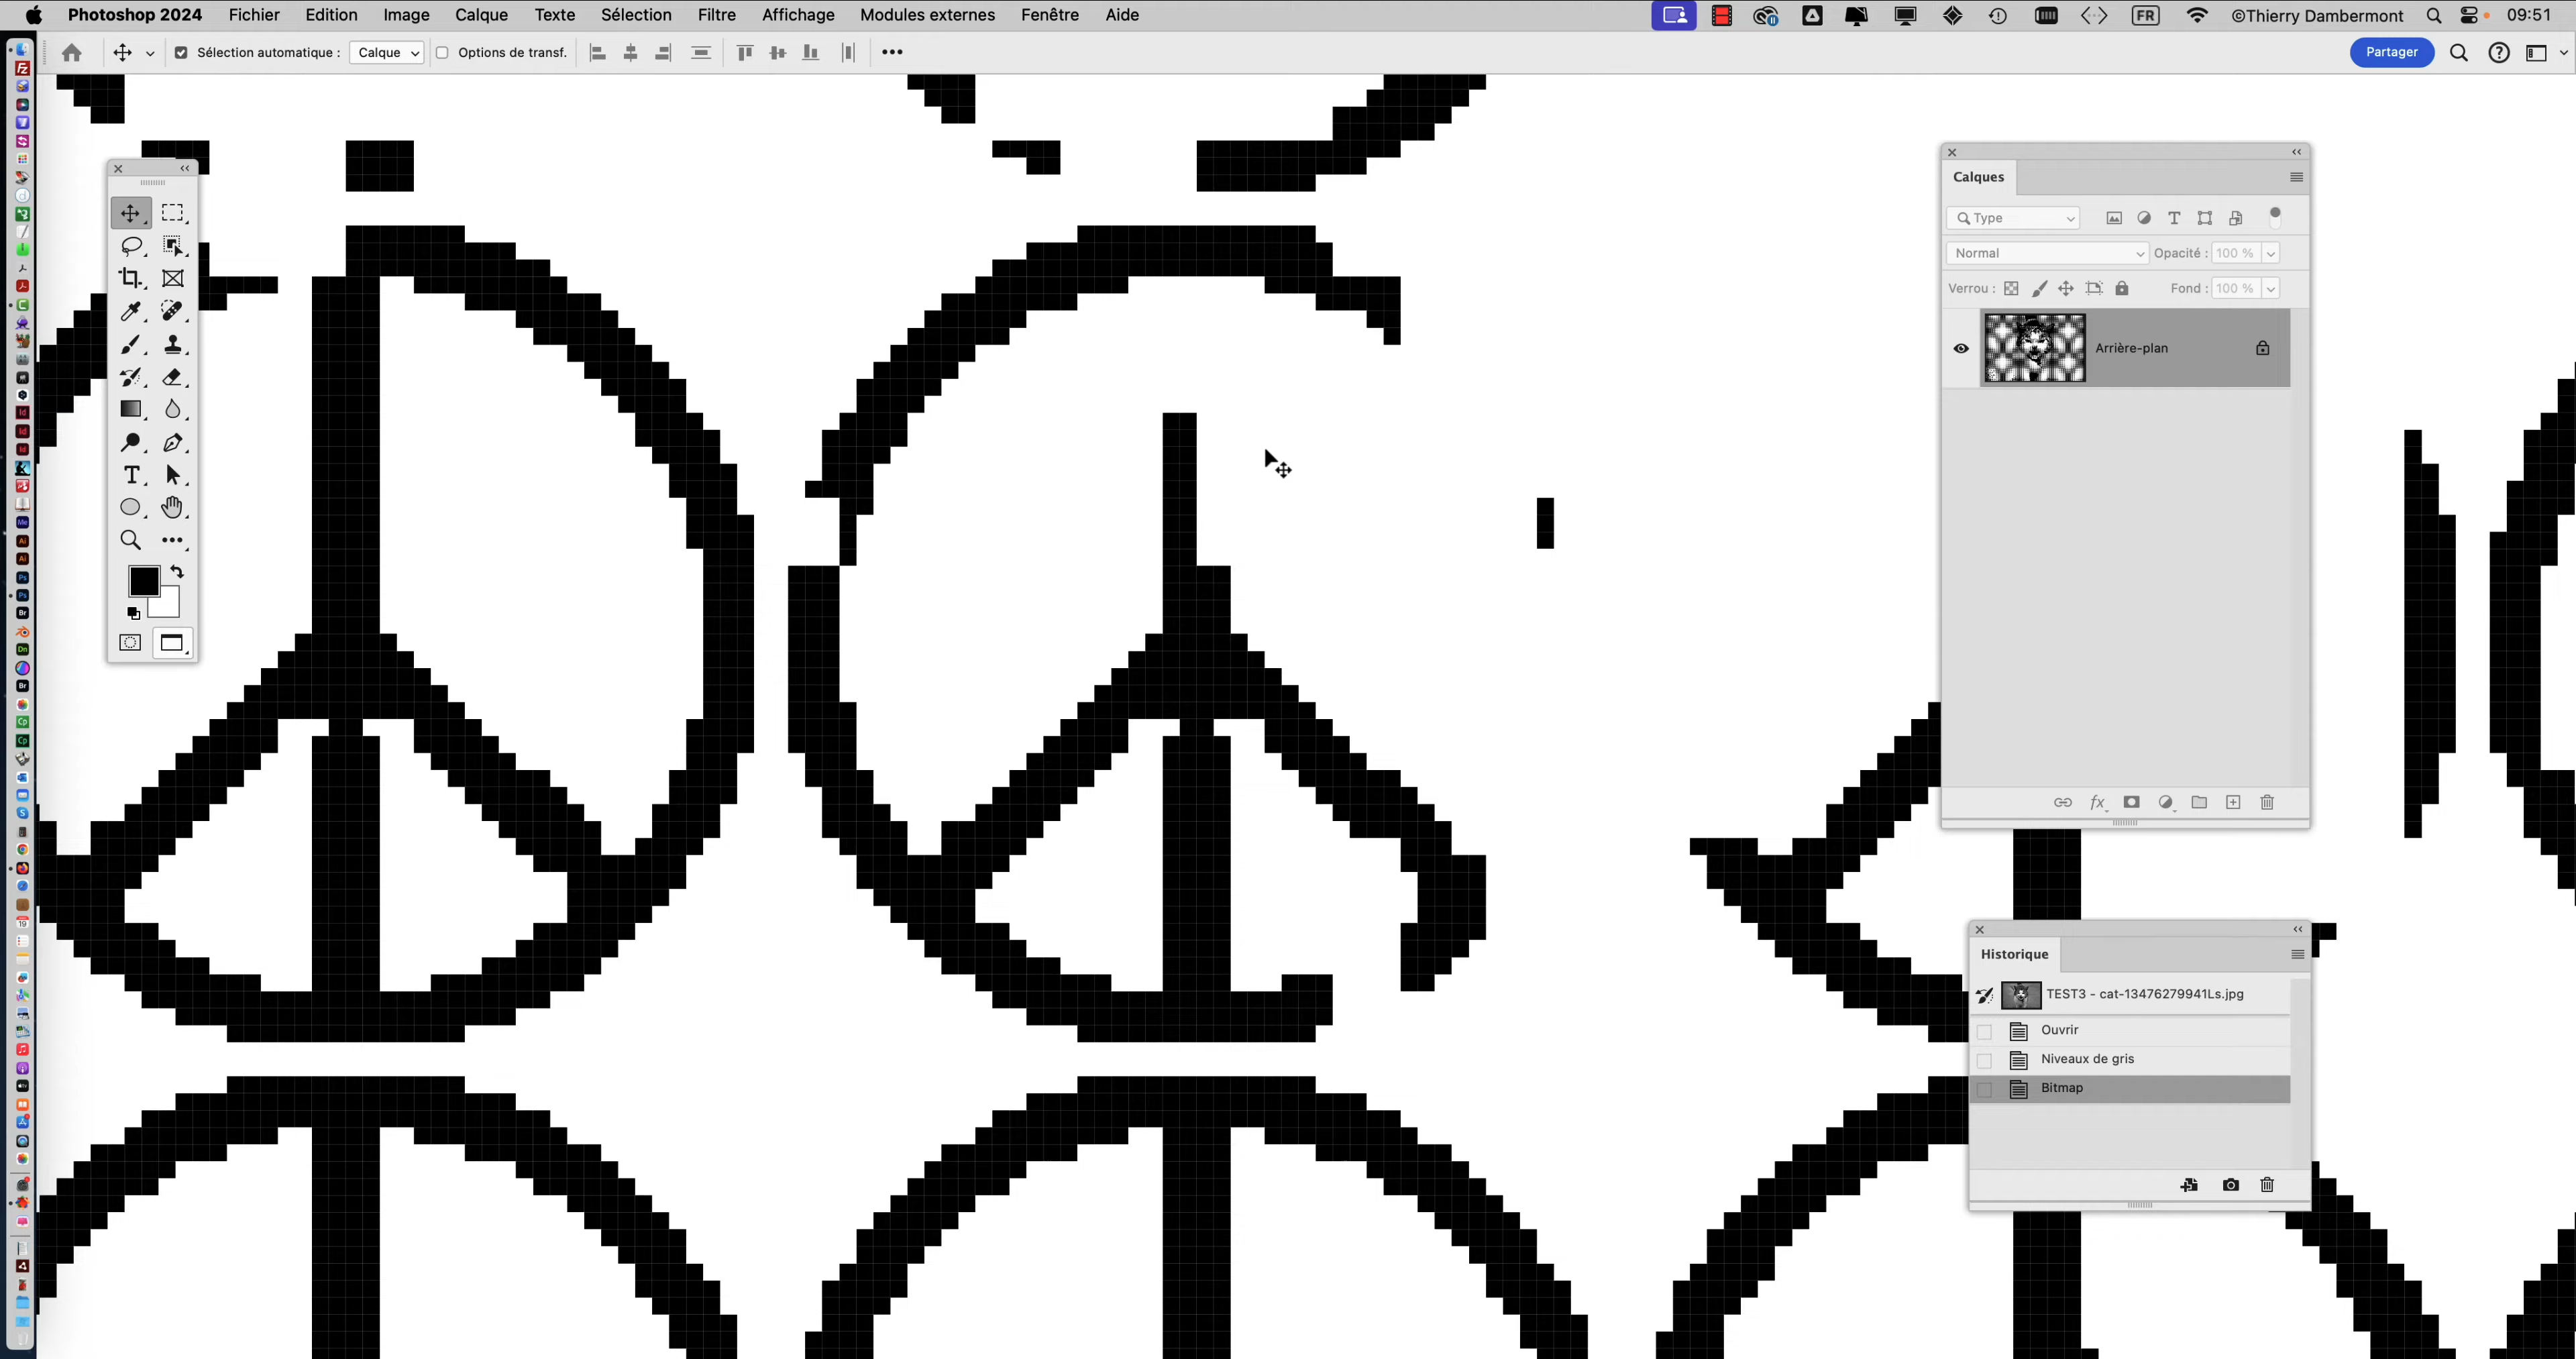 Photoshop 2024 Fichier Edition Image Calque Texte Sélection Filtre Affichage Modules externes Fenêtre Aide FR ©Thierry Dambermont 09:51
Sélection automatique : Calque Options de transf. Partager
Calques
Type
Normal Opacité : 100 %
Verrou : Fond : 100 %
Arrière-plan
Historique
TEST3 - cat-13476279941Ls.jpg
Ouvrir
Niveaux de gris
Bitmap